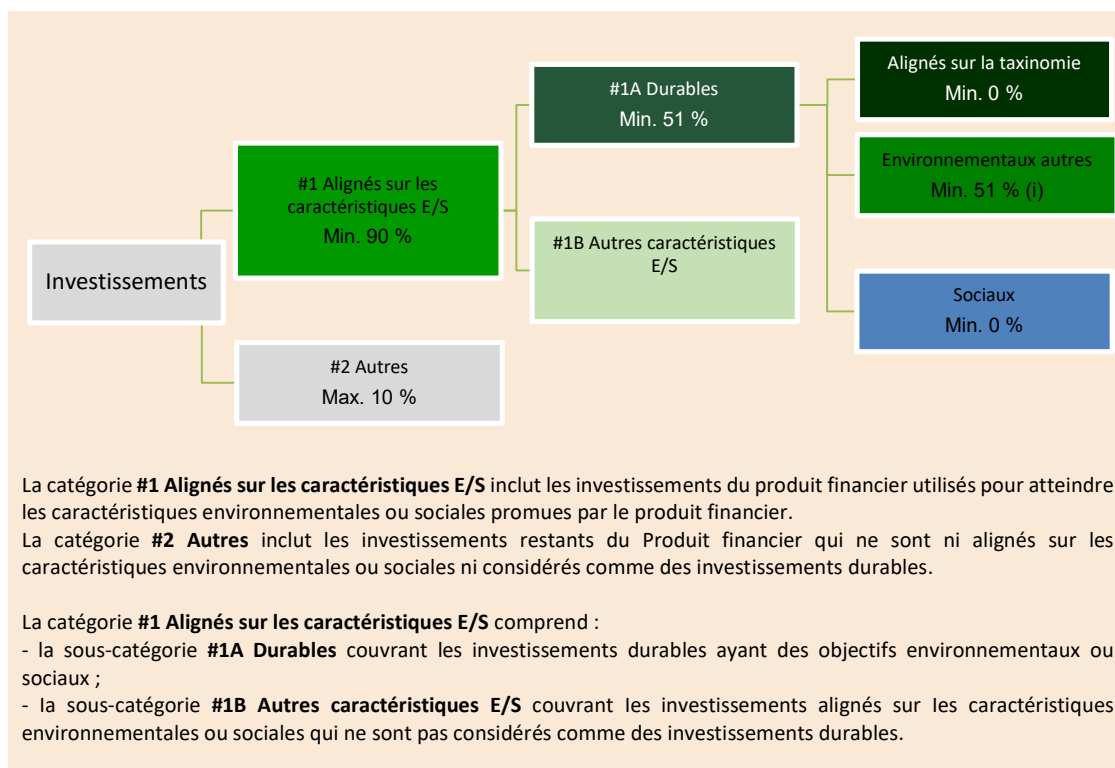 Alignés sur la taxinomie
Min. 0 %
#1A Durables
Min. 51 %
Environnementaux autres
Min. 51 % (i)
#1 Alignés sur les
caractéristiques E/S
Min. 90 %
#1B Autres caractéristiques
E/S
Investissements
Sociaux
Min. 0 %
#2 Autres
Max. 10 %
La catégorie #1 Alignés sur les caractéristiques E/S inclut les investissements du produit financier utilisés pour atteindre
les caractéristiques environnementales ou sociales promues par le produit financier.
La catégorie #2 Autres inclut les investissements restants du Produit financier qui ne sont ni alignés sur les
caractéristiques environnementales ou sociales ni considérés comme des investissements durables.
La catégorie #1 Alignés sur les caractéristiques E/S comprend :
- la sous-catégorie #1A Durables couvrant les investissements durables ayant des objectifs environnementaux ou
sociaux ;
- la sous-catégorie #1B Autres caractéristiques E/S couvrant les investissements alignés sur les caractéristiques
environnementales ou sociales qui ne sont pas considérés comme des investissements durables.